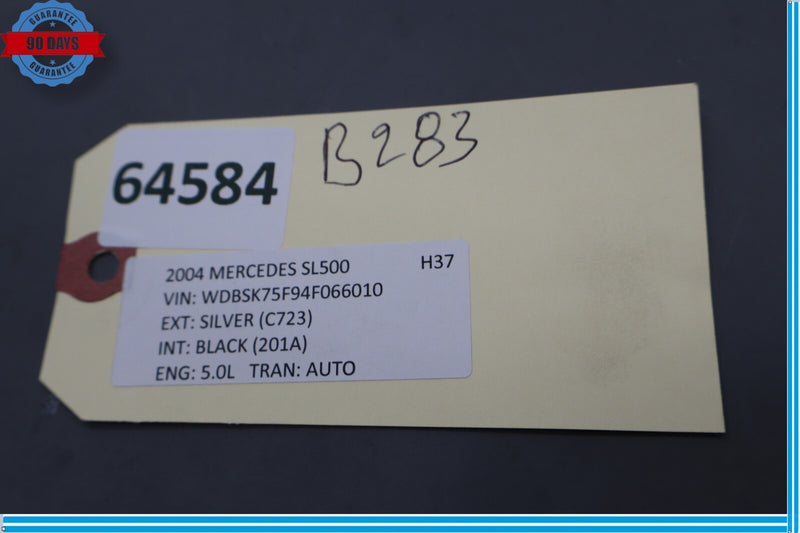 GUARANTEE
90 DAYS
GUARANTEE
B283
64584
2004 MERCEDES SL500 H37
VIN: WDBSK75F94F066010
EXT: SILVER (C723)
INT: BLACK (201A)
ENG: 5.0L TRAN: AUTO